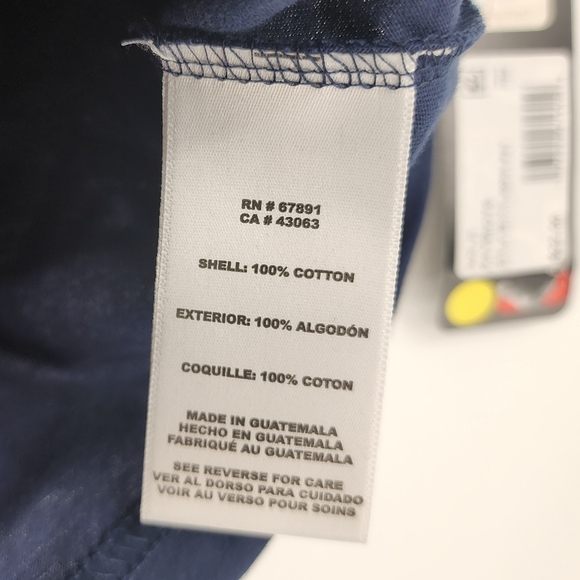 RN # 67891
CA # 43063
SHELL: 100% COTTON
EXTERIOR: 100% ALGODÓN
COQUILLE: 100% COTON
MADE IN GUATEMALA
HECHO EN GUATEMALA
FABRIQUÉ AU GUATEMALA
SEE REVERSE FOR CARE
VER AL DORSO PARA CUIDADO
VOIR AU VERSO POUR SOINS